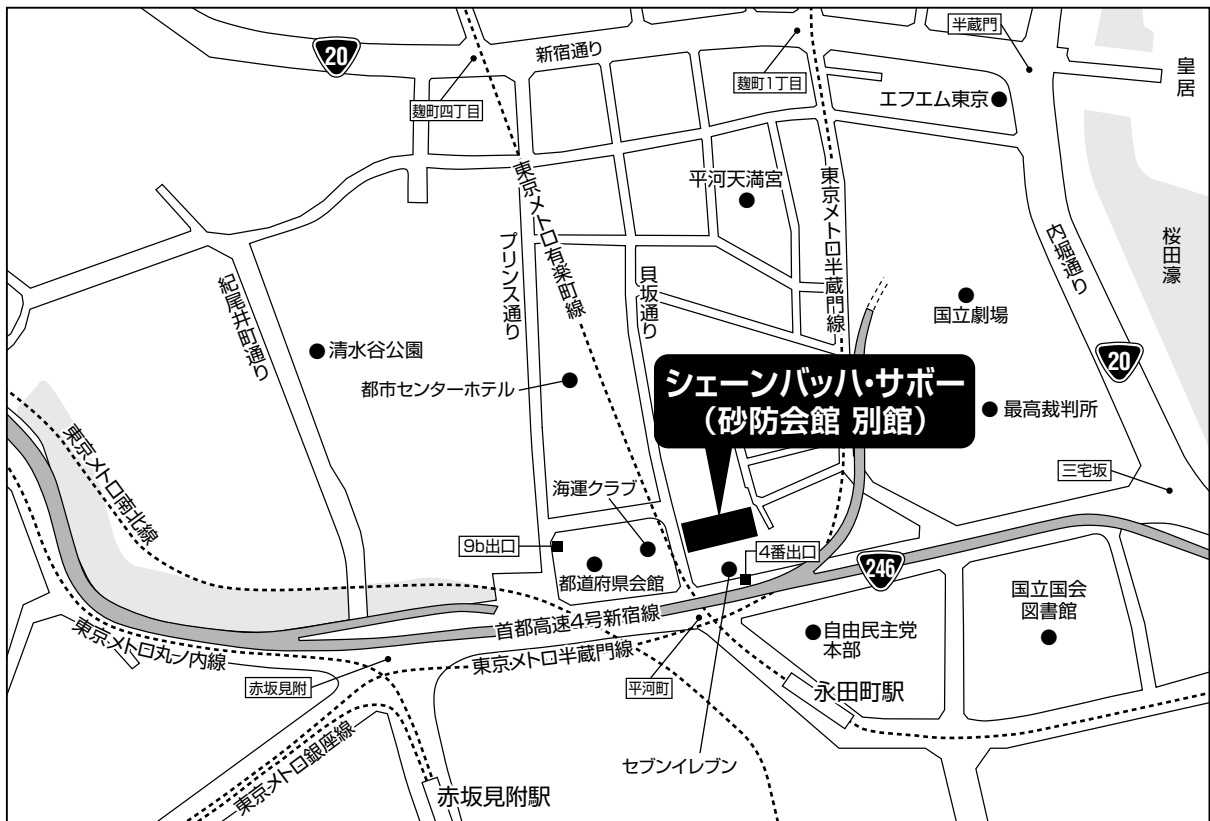 半蔵門
20
新宿通り
皇居
麹町四丁目
麹町1丁目
エフエム東京
東京メトロ有楽町線
平河天満宮
東京メトロ半蔵門線
内堀通り
桜田濠
プリンス通り
貝坂通り
紀尾井町通り
国立劇場
清水谷公園
都市センターホテル
20
シェーンバッハ・サボー
（砂防会館 別館）
最高裁判所
東京メトロ南北線
三宅坂
海運クラブ
9b出口
4番出口
246
都道府県会館
国立国会
図書館
首都高速4号新宿線
自由民主党
本部
東京メトロ丸ノ内線
東京メトロ半蔵門線
赤坂見附
平河町
永田町駅
セブンイレブン
東京メトロ銀座線
赤坂見附駅